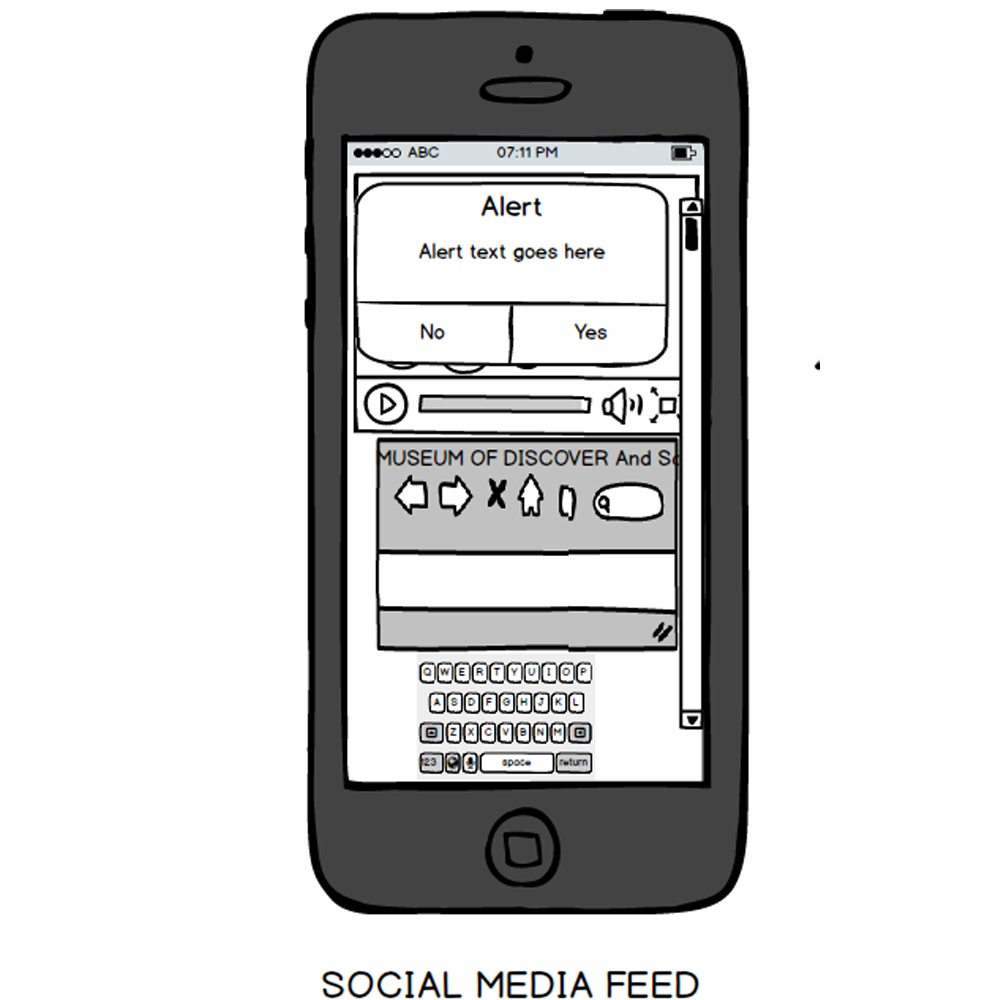 ABC 07:11 PM
Alert
Alert text goes here
No Yes
MUSEUM OF DISCOVER And Sc
Q W E R T Y U I O P
A S D F G H J K L
Z X C V B N M
123 space return
SOCIAL MEDIA FEED